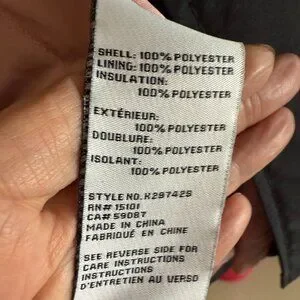 SHELL: 100% POLYESTER
LINING: 100% POLYESTER
INSULATION:
100% POLYESTER
EXTÉRIEUR:
100% POLYESTER
DOUBLURE:
100% POLYESTER
ISOLANT:
100% POLYESTER
STYLE NO. K29742S
RN# 15101
CA# 59087
MADE IN CHINA
FABRIQUÉ EN CHINE
SEE REVERSE SIDE FOR
CARE INSTRUCTIONS
INSTRUCTIONS
D'ENTRETIEN AU VERSO